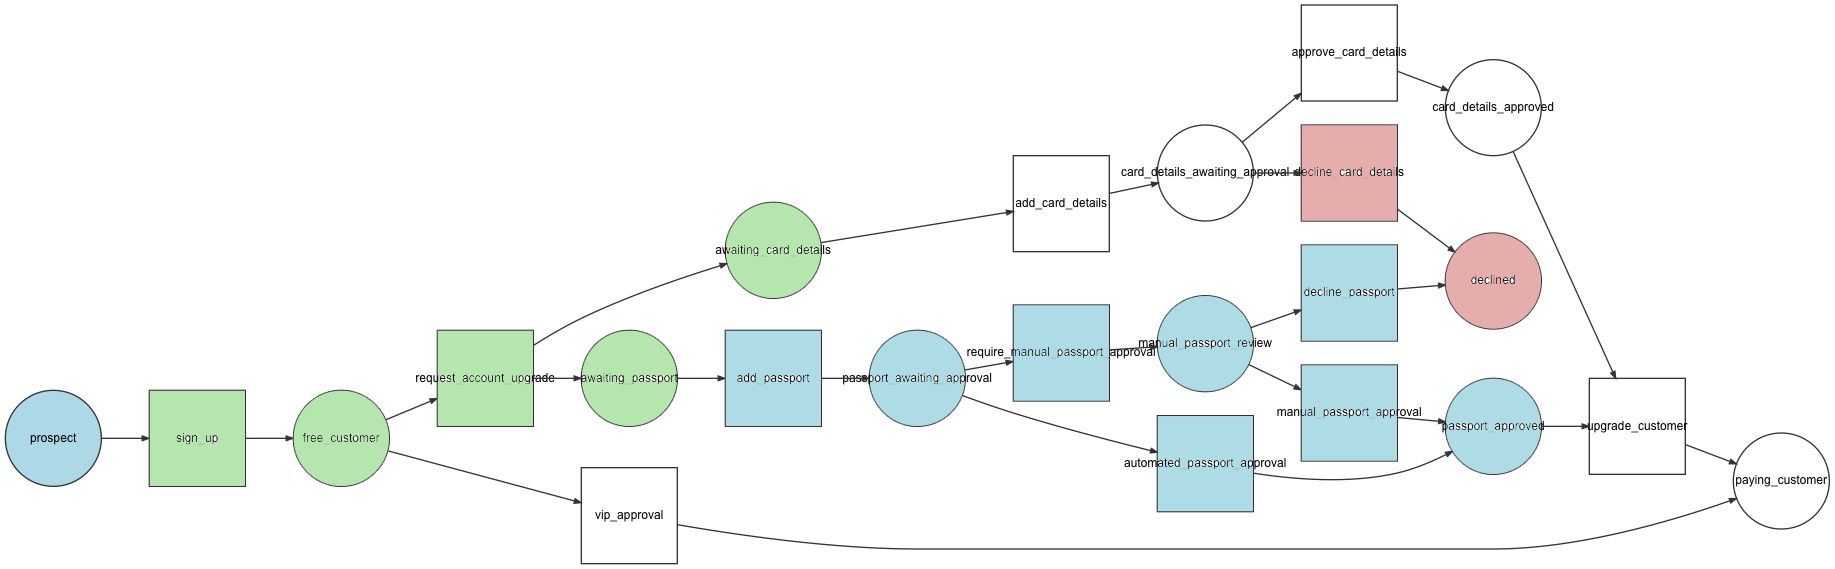 approve_card_details
card_details_approved
card_details_awaiting_approval
decline_card_details
add_card_details
awaiting_card_details
declined
decline_passport
require_manual_passport_approval
manual_passport_review
request_account_upgrade
awaiting_passport
add_passport
passport_awaiting_approval
manual_passport_approval
passport_approved
upgrade_customer
prospect
sign_up
free_customer
automated_passport_approval
paying_customer
vip_approval